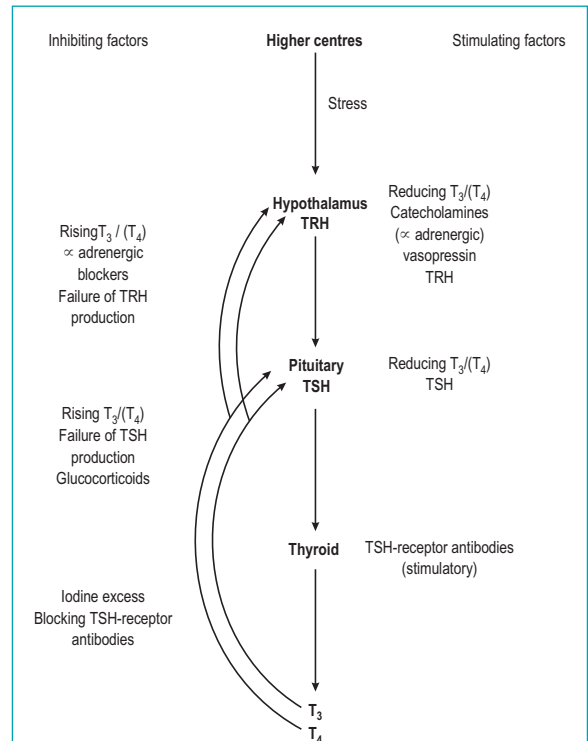 Inhibiting factors
Higher centres
Stimulating factors
Stress
Hypothalamus
TRH
Reducing T₃/(T₄)
Catecholamines
(∝ adrenergic)
vasopressin
TRH
RisingT₃ / (T₄)
∝ adrenergic
blockers
Failure of TRH
production
Pituitary
TSH
Reducing T₃/(T₄)
TSH
Rising T₃/(T₄)
Failure of TSH
production
Glucocorticoids
Thyroid
TSH-receptor antibodies
(stimulatory)
Iodine excess
Blocking TSH-receptor
antibodies
T₃
T₄